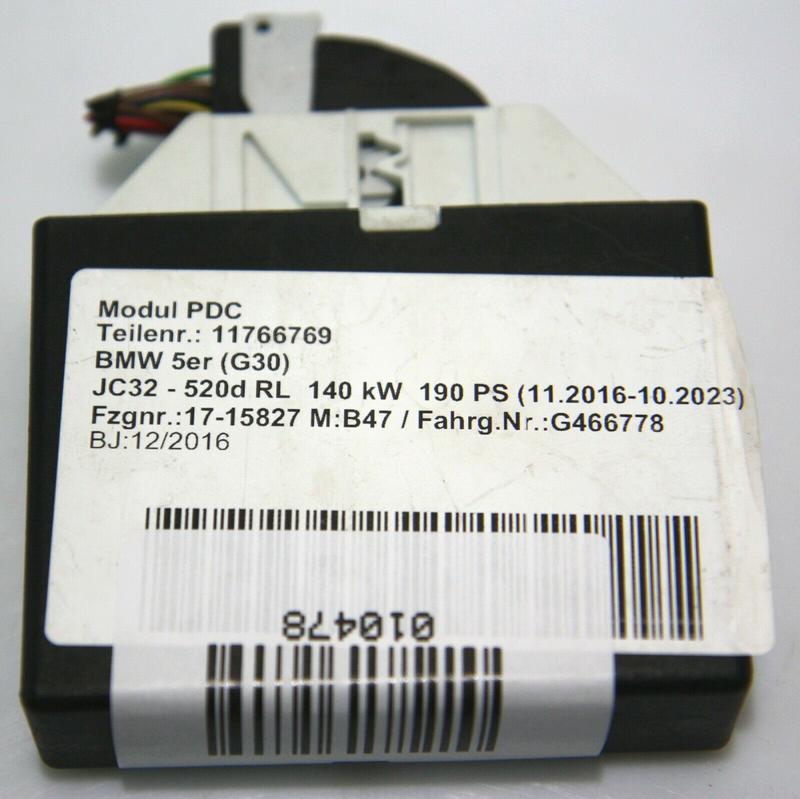 Modul PDC
Teilenr.: 11766769
BMW 5er (G30)
JC32 - 520d RL 140 kW 190 PS (11.2016-10.2023)
Fzgnr.:17-15827 M:B47 / Fahrg.Nr.:G466778
BJ:12/2016
010478